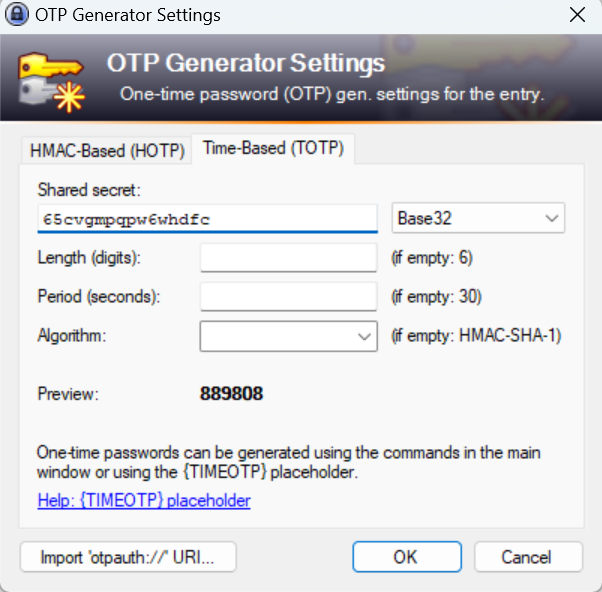 OTP Generator Settings
OTP Generator Settings
One-time password (OTP) gen. settings for the entry.
HMAC-Based (HOTP) Time-Based (TOTP)
Shared secret:
65cvgmpqpw6whdfc Base32
Length (digits): (if empty: 6)
Period (seconds): (if empty: 30)
Algorithm: (if empty: HMAC-SHA-1)
Preview: 889808
One-time passwords can be generated using the commands in the main
window or using the {TIMEOTP} placeholder.
Help: {TIMEOTP} placeholder
Import 'otpauth://' URI... OK Cancel